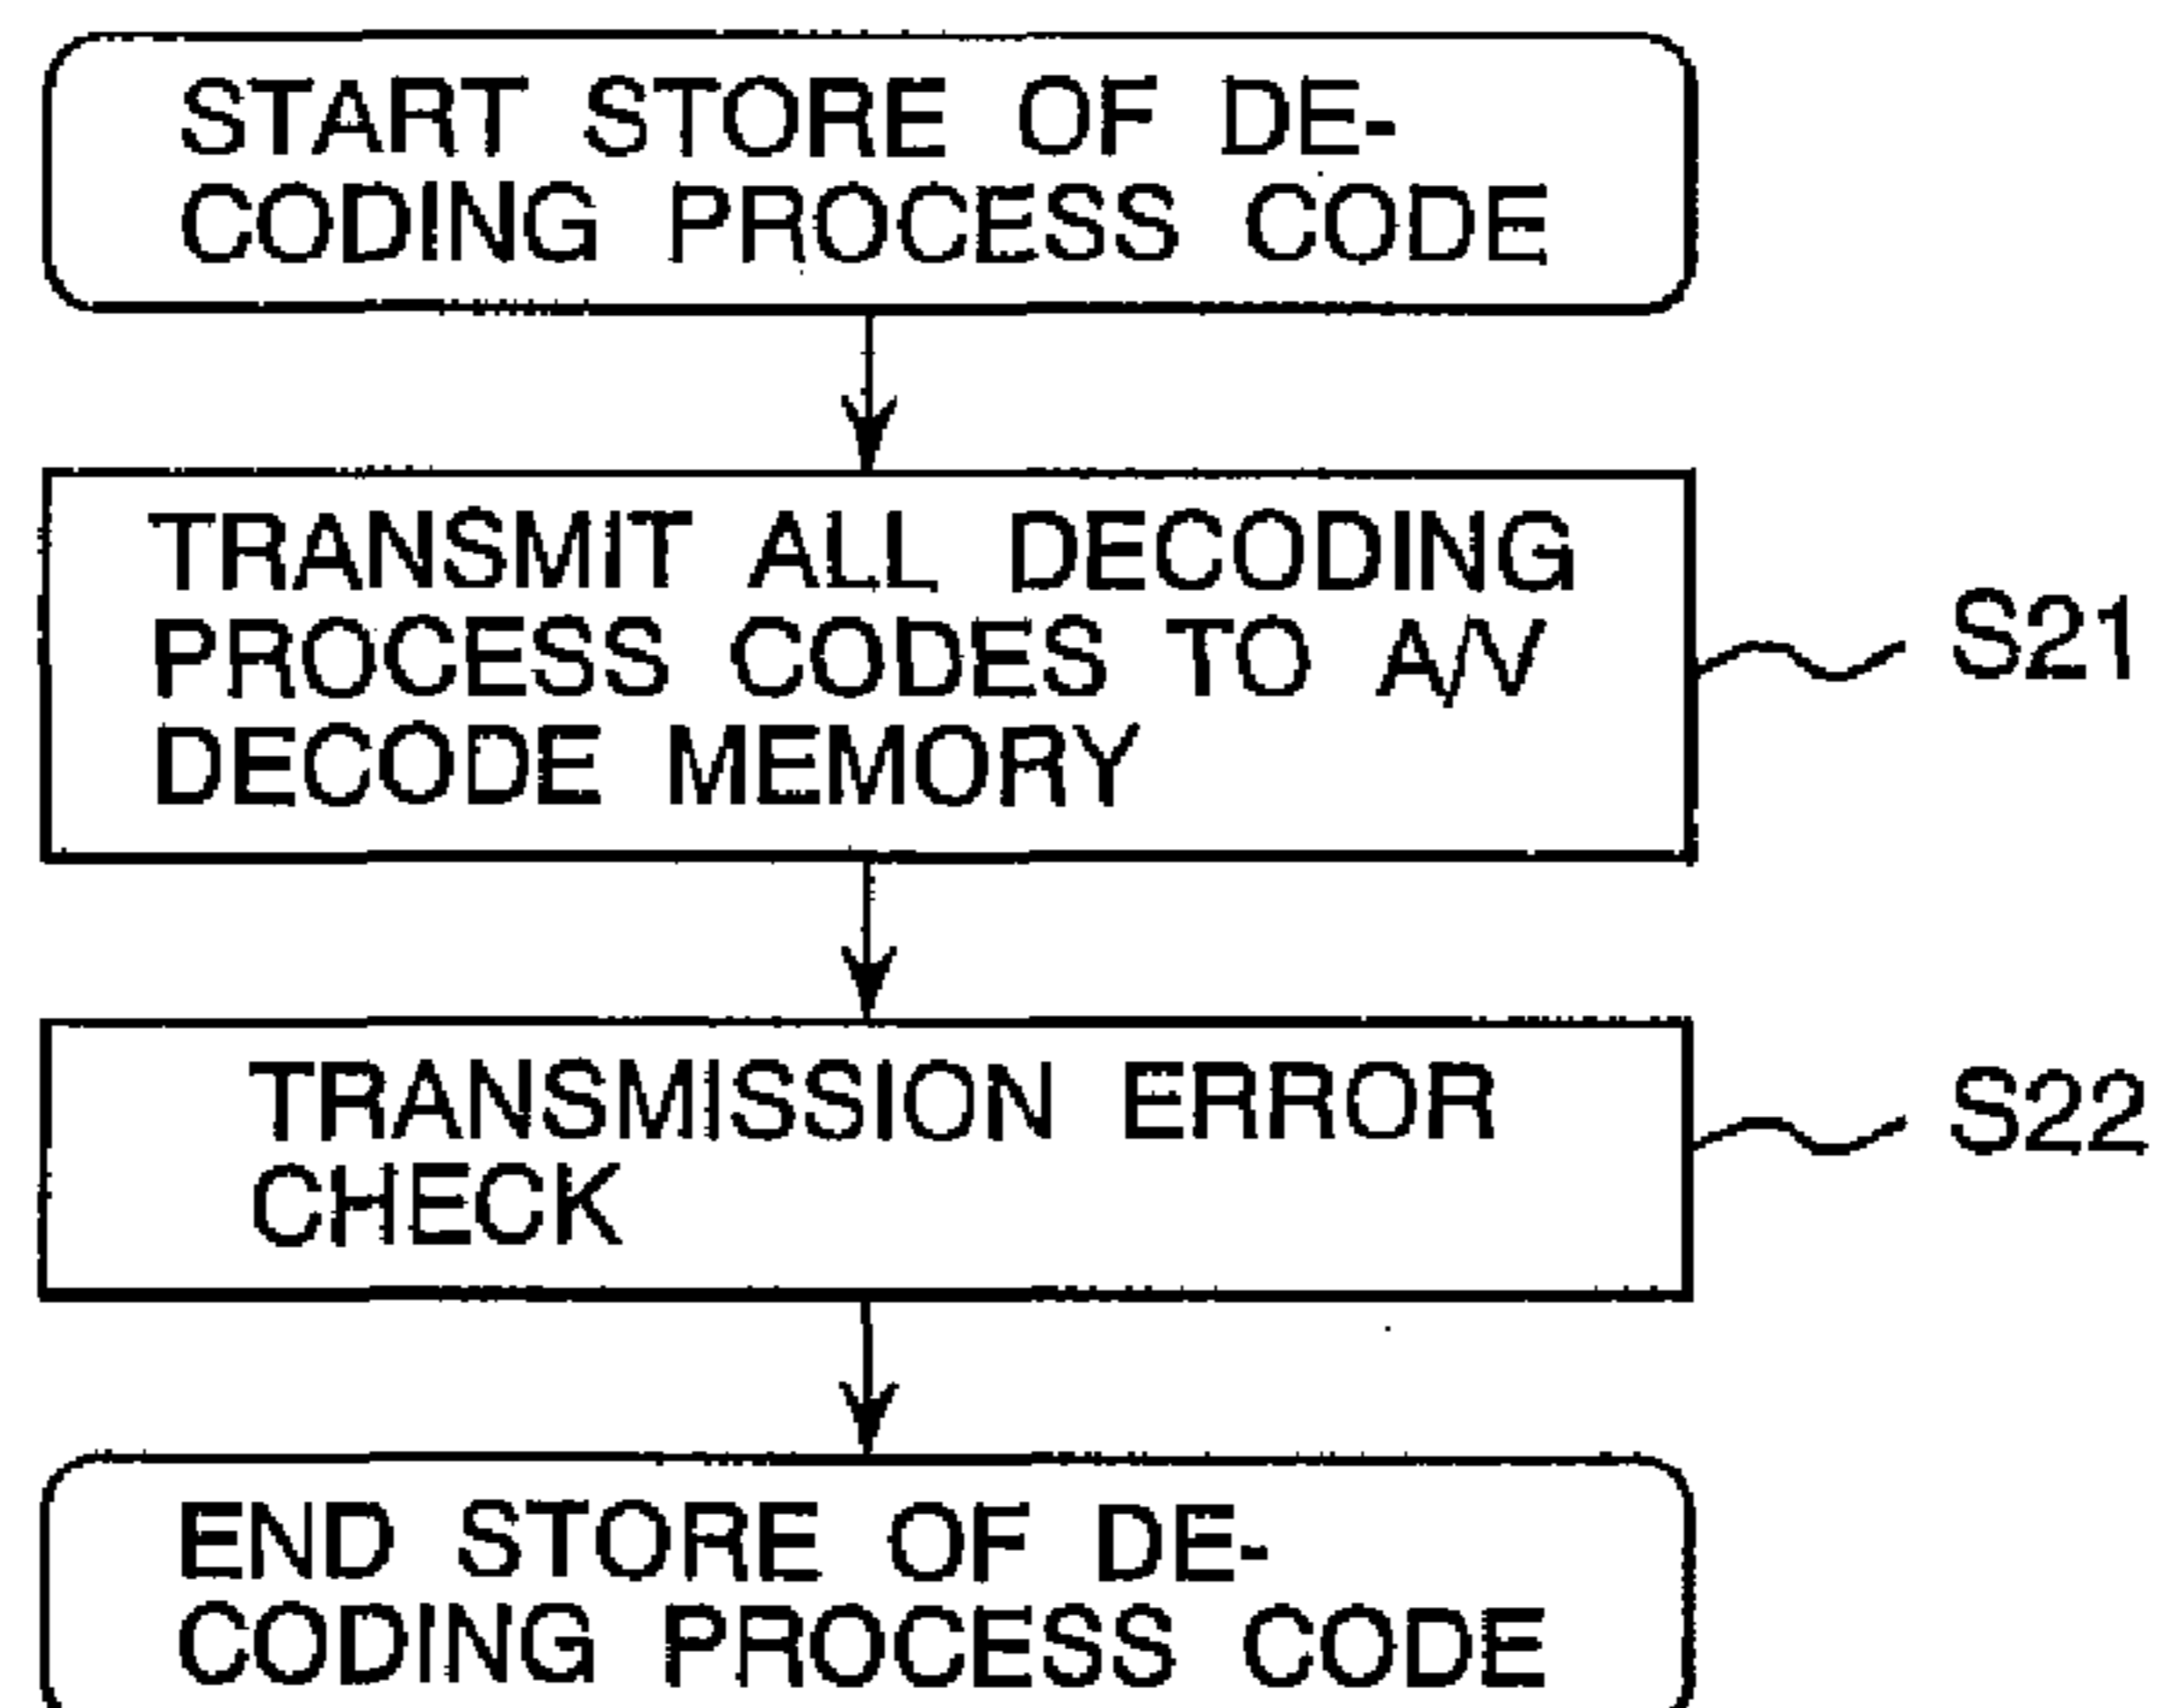 START STORE OF DE-
CODING PROCESS CODE
TRANSMIT ALL DECODING
PROCESS CODES TO A/V
DECODE MEMORY
S21
TRANSMISSION ERROR
CHECK
S22
END STORE OF DE-
CODING PROCESS CODE